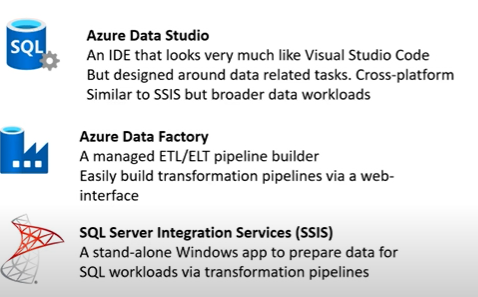 SQL
Azure Data Studio
An IDE that looks very much like Visual Studio Code
But designed around data related tasks. Cross-platform
Similar to SSIS but broader data workloads
Azure Data Factory
A managed ETL/ELT pipeline builder
Easily build transformation pipelines via a web-
interface
SQL Server Integration Services (SSIS)
A stand-alone Windows app to prepare data for
SQL workloads via transformation pipelines